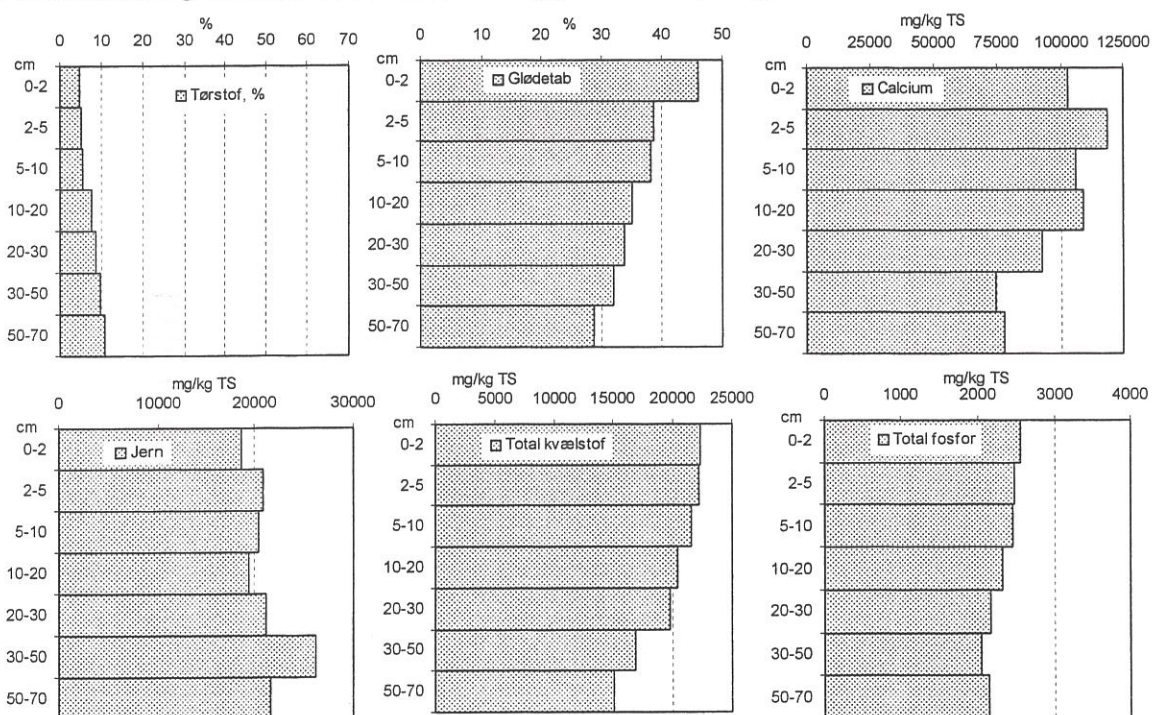 %
0 10 20 30 40 50 60 70
cm
Tørstof, %
0-2
2-5
5-10
10-20
20-30
30-50
50-70
%
0 10 20 30 40 50
cm
Glødetab
0-2
2-5
5-10
10-20
20-30
30-50
50-70
mg/kg TS
0 25000 50000 75000 100000 125000
cm
Calcium
0-2
2-5
5-10
10-20
20-30
30-50
50-70
mg/kg TS
0 10000 20000 30000
cm
Jern
0-2
2-5
5-10
10-20
20-30
30-50
50-70
mg/kg TS
0 5000 10000 15000 20000 25000
cm
Total kvælstof
0-2
2-5
5-10
10-20
20-30
30-50
50-70
mg/kg TS
0 1000 2000 3000 4000
cm
Total fosfor
0-2
2-5
5-10
10-20
20-30
30-50
50-70